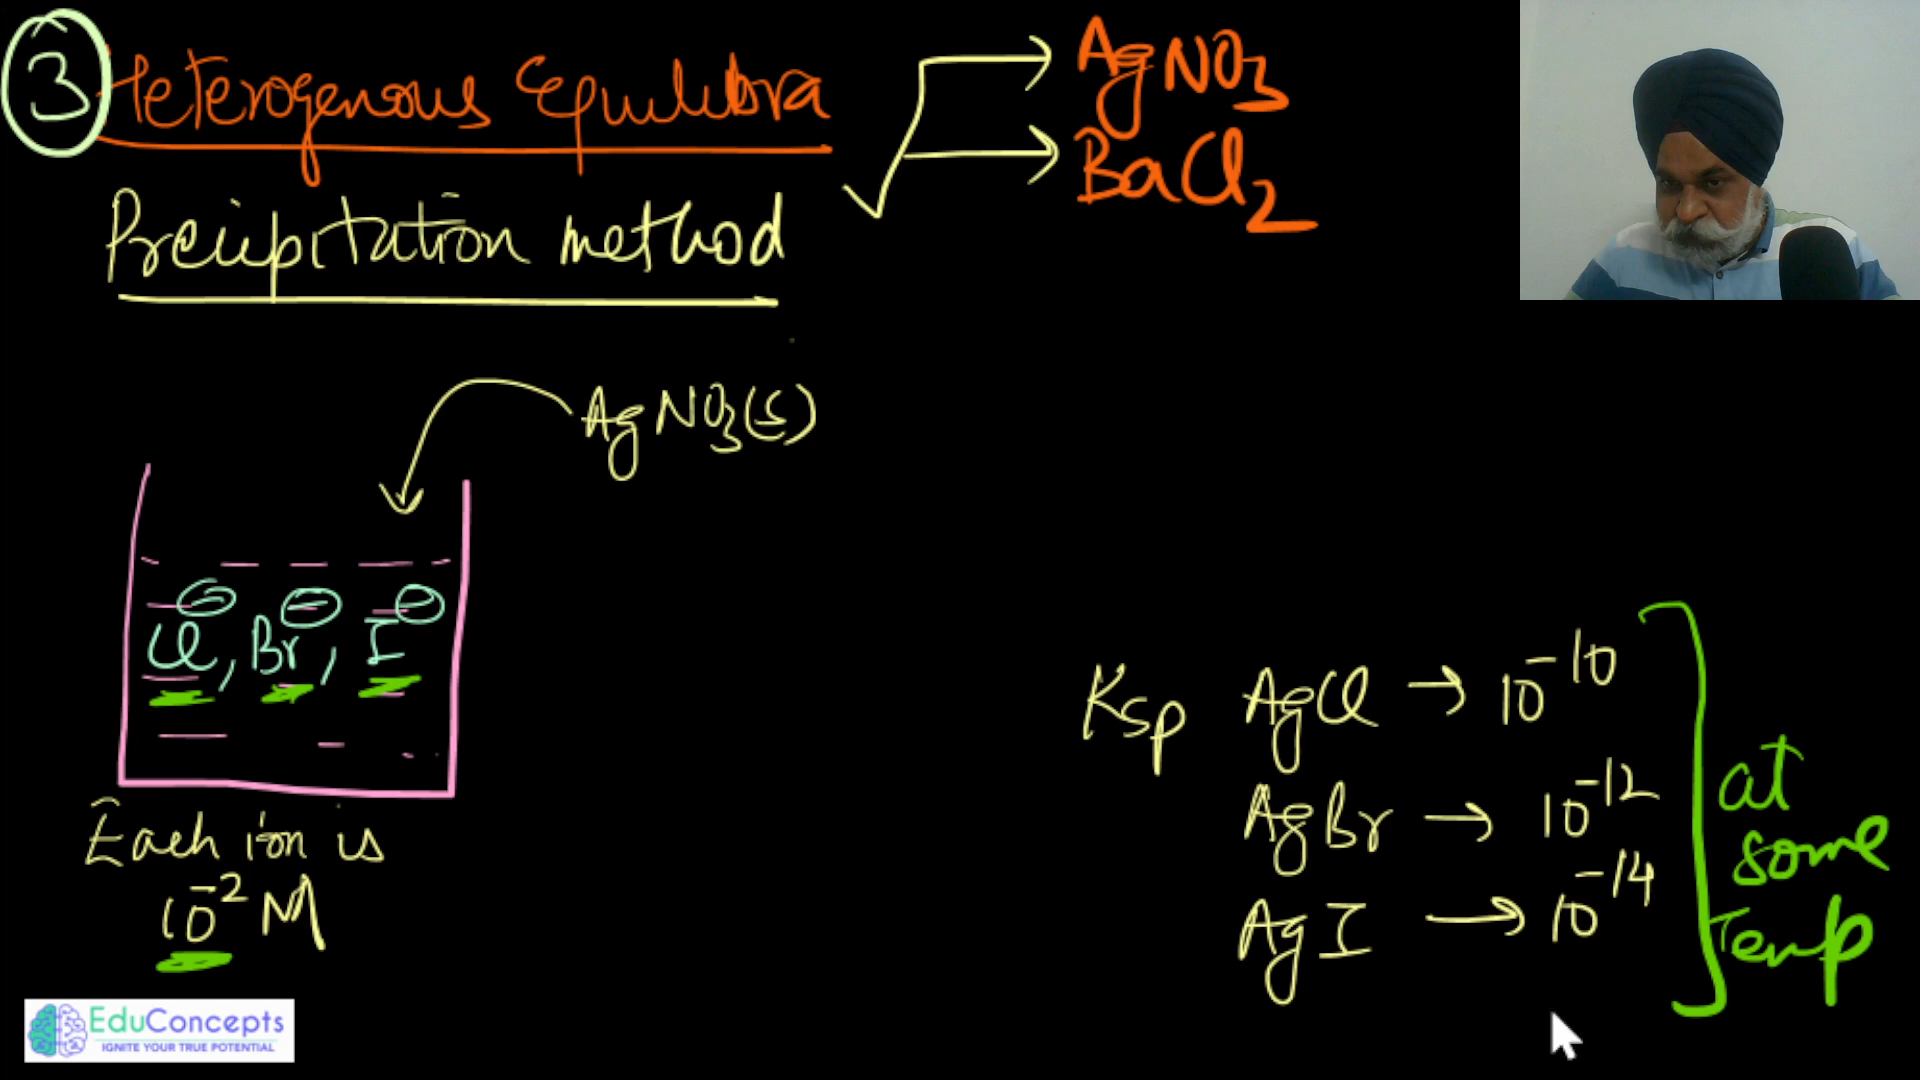 3 Heterogenous Equilibra
Precipitation method
AgNO3
BaCl2
AgNO3(s)
Cl⊖, Br⊖, I⊖
Each ion is
10^-2 M
Ksp AgCl → 10^-10
AgBr → 10^-12
AgI → 10^-14
at
some
Temp
EduConcepts
IGNITE YOUR TRUE POTENTIAL